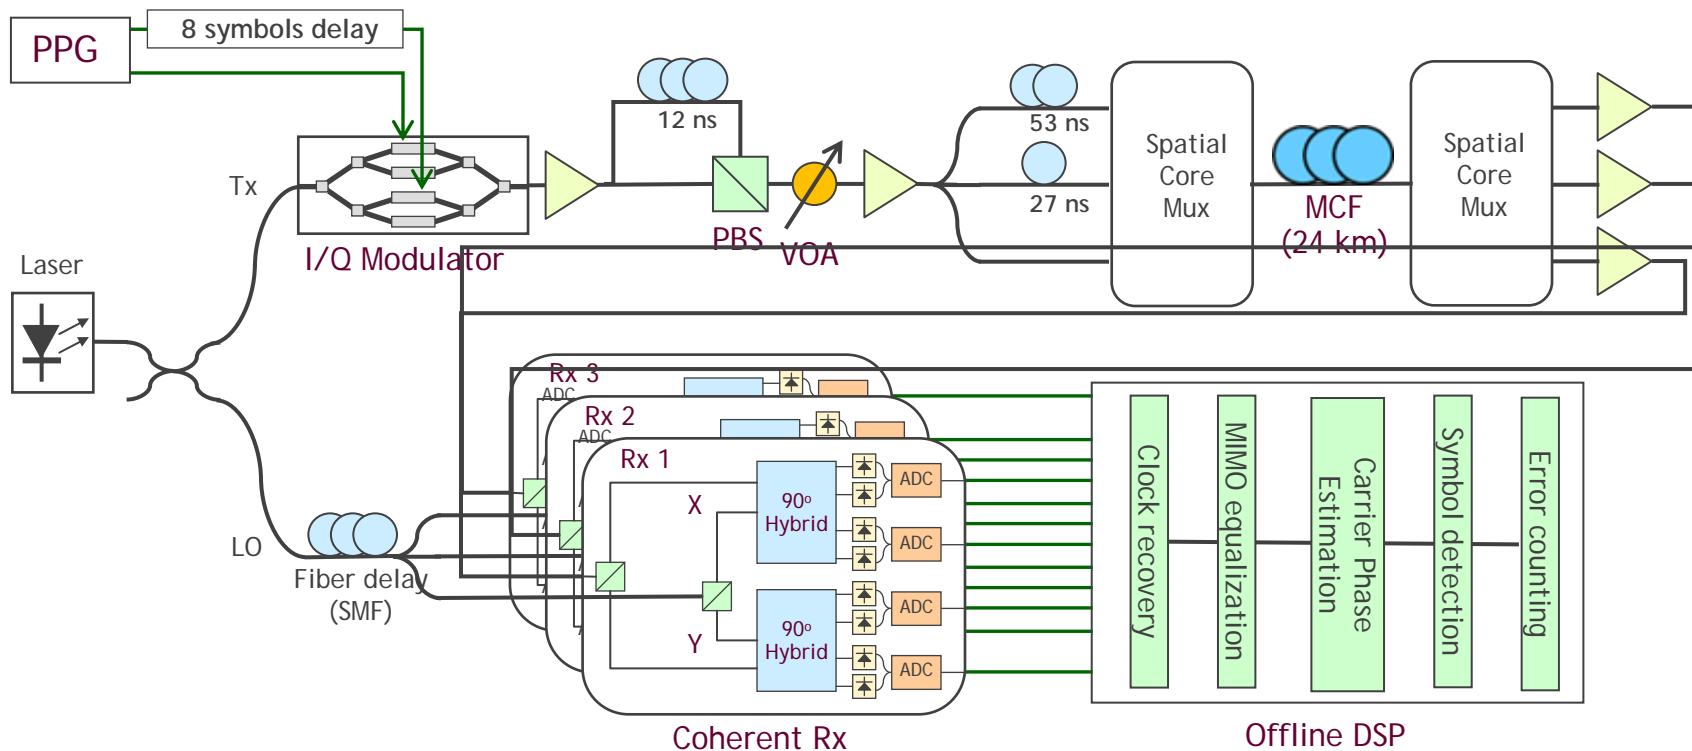 PPG
8 symbols delay
12 ns
53 ns
27 ns
Spatial
Core
Mux
MCF
(24 km)
Spatial
Core
Mux
Tx
PBS
VOA
I/Q Modulator
Laser
LO
Fiber delay
(SMF)
Rx 3
ADC
Rx 2
ADC
Rx 1
X
Y
90o
Hybrid
90o
Hybrid
ADC
ADC
ADC
ADC
Coherent Rx
Clock recovery
MIMO equalization
Carrier Phase
Estimation
Symbol detection
Error counting
Offline DSP